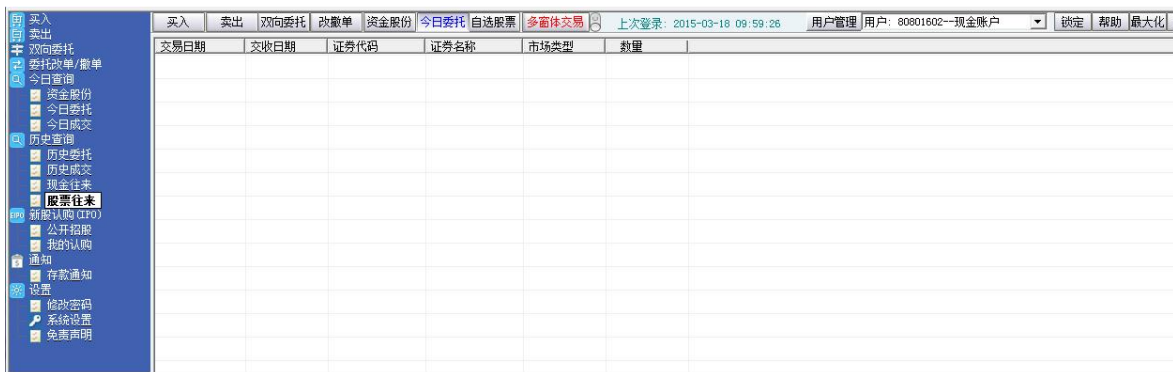 买入 卖出 双向委托 改撤单 资金股份 今日委托 自选股票 多窗体交易 上次登录: 2015-03-18 09:59:26 用户管理 用户: 80801602--现金账户 锁定 帮助 最大化
交易日期 交收日期 证券代码 证券名称 市场类型 数量
买入
卖出
双向委托
委托改单/撤单
今日查询
资金股份
今日委托
今日成交
历史查询
历史委托
历史成交
现金往来
股票往来
EIPO 新股认购(IPO)
公开招股
我的认购
通知
存款通知
设置
修改密码
系统设置
免责声明